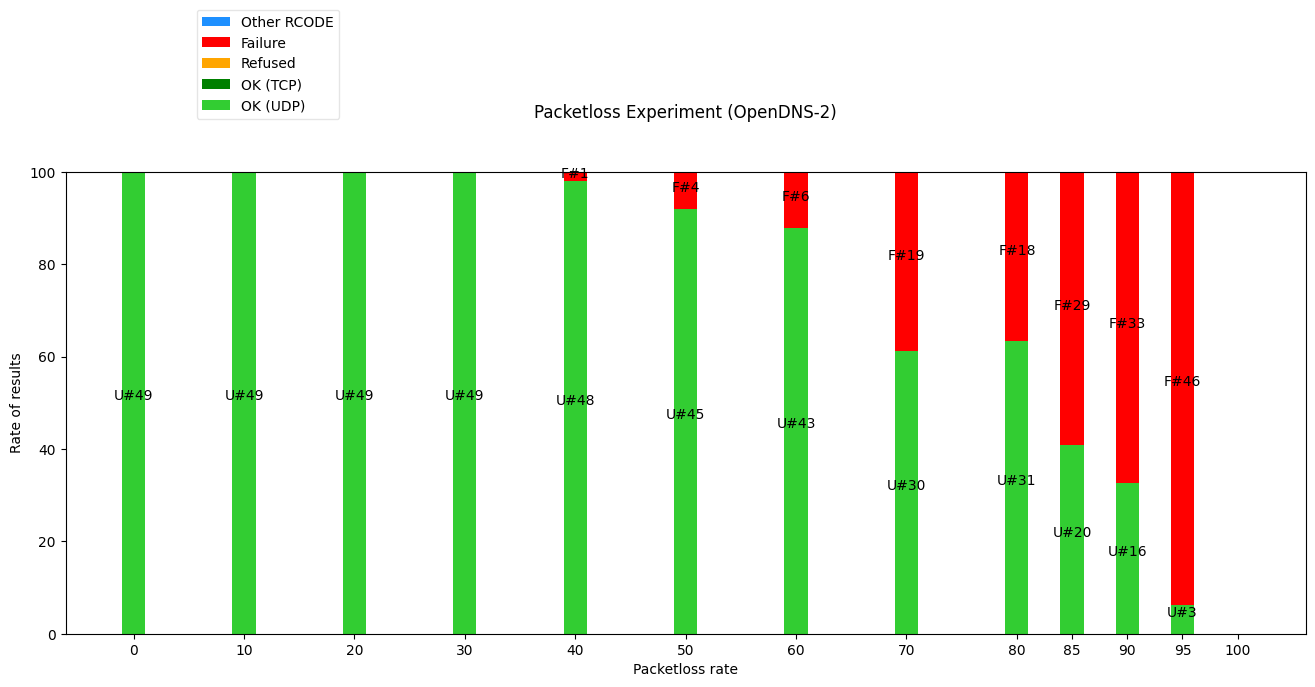 Other RCODE
Failure
Refused
OK (TCP)
OK (UDP)
Packetloss Experiment (OpenDNS-2)
100
80
60
40
20
0
Rate of results
U#49
U#49
U#49
U#49
F#1
U#48
F#4
U#45
F#6
U#43
F#19
U#30
F#18
U#31
F#29
U#20
F#33
U#16
F#46
U#3
0 10 20 30 40 50 60 70 80 85 90 95 100
Packetloss rate